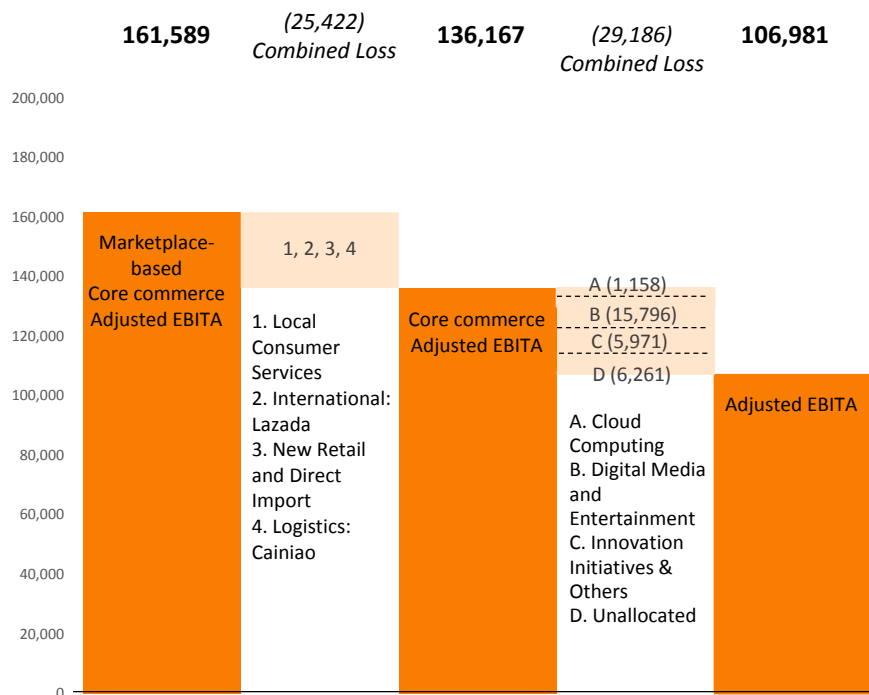 161,589
(25,422)
Combined Loss
136,167
(29,186)
Combined Loss
106,981
200,000
180,000
160,000
140,000
120,000
100,000
80,000
60,000
40,000
20,000
0
Marketplace-
based
Core commerce
Adjusted EBITA
1, 2, 3, 4
1. Local
Consumer
Services
2. International:
Lazada
3. New Retail
and Direct
Import
4. Logistics:
Cainiao
Core commerce
Adjusted EBITA
A (1,158)
B (15,796)
C (5,971)
D (6,261)
A. Cloud
Computing
B. Digital Media
and
Entertainment
C. Innovation
Initiatives &
Others
D. Unallocated
Adjusted EBITA